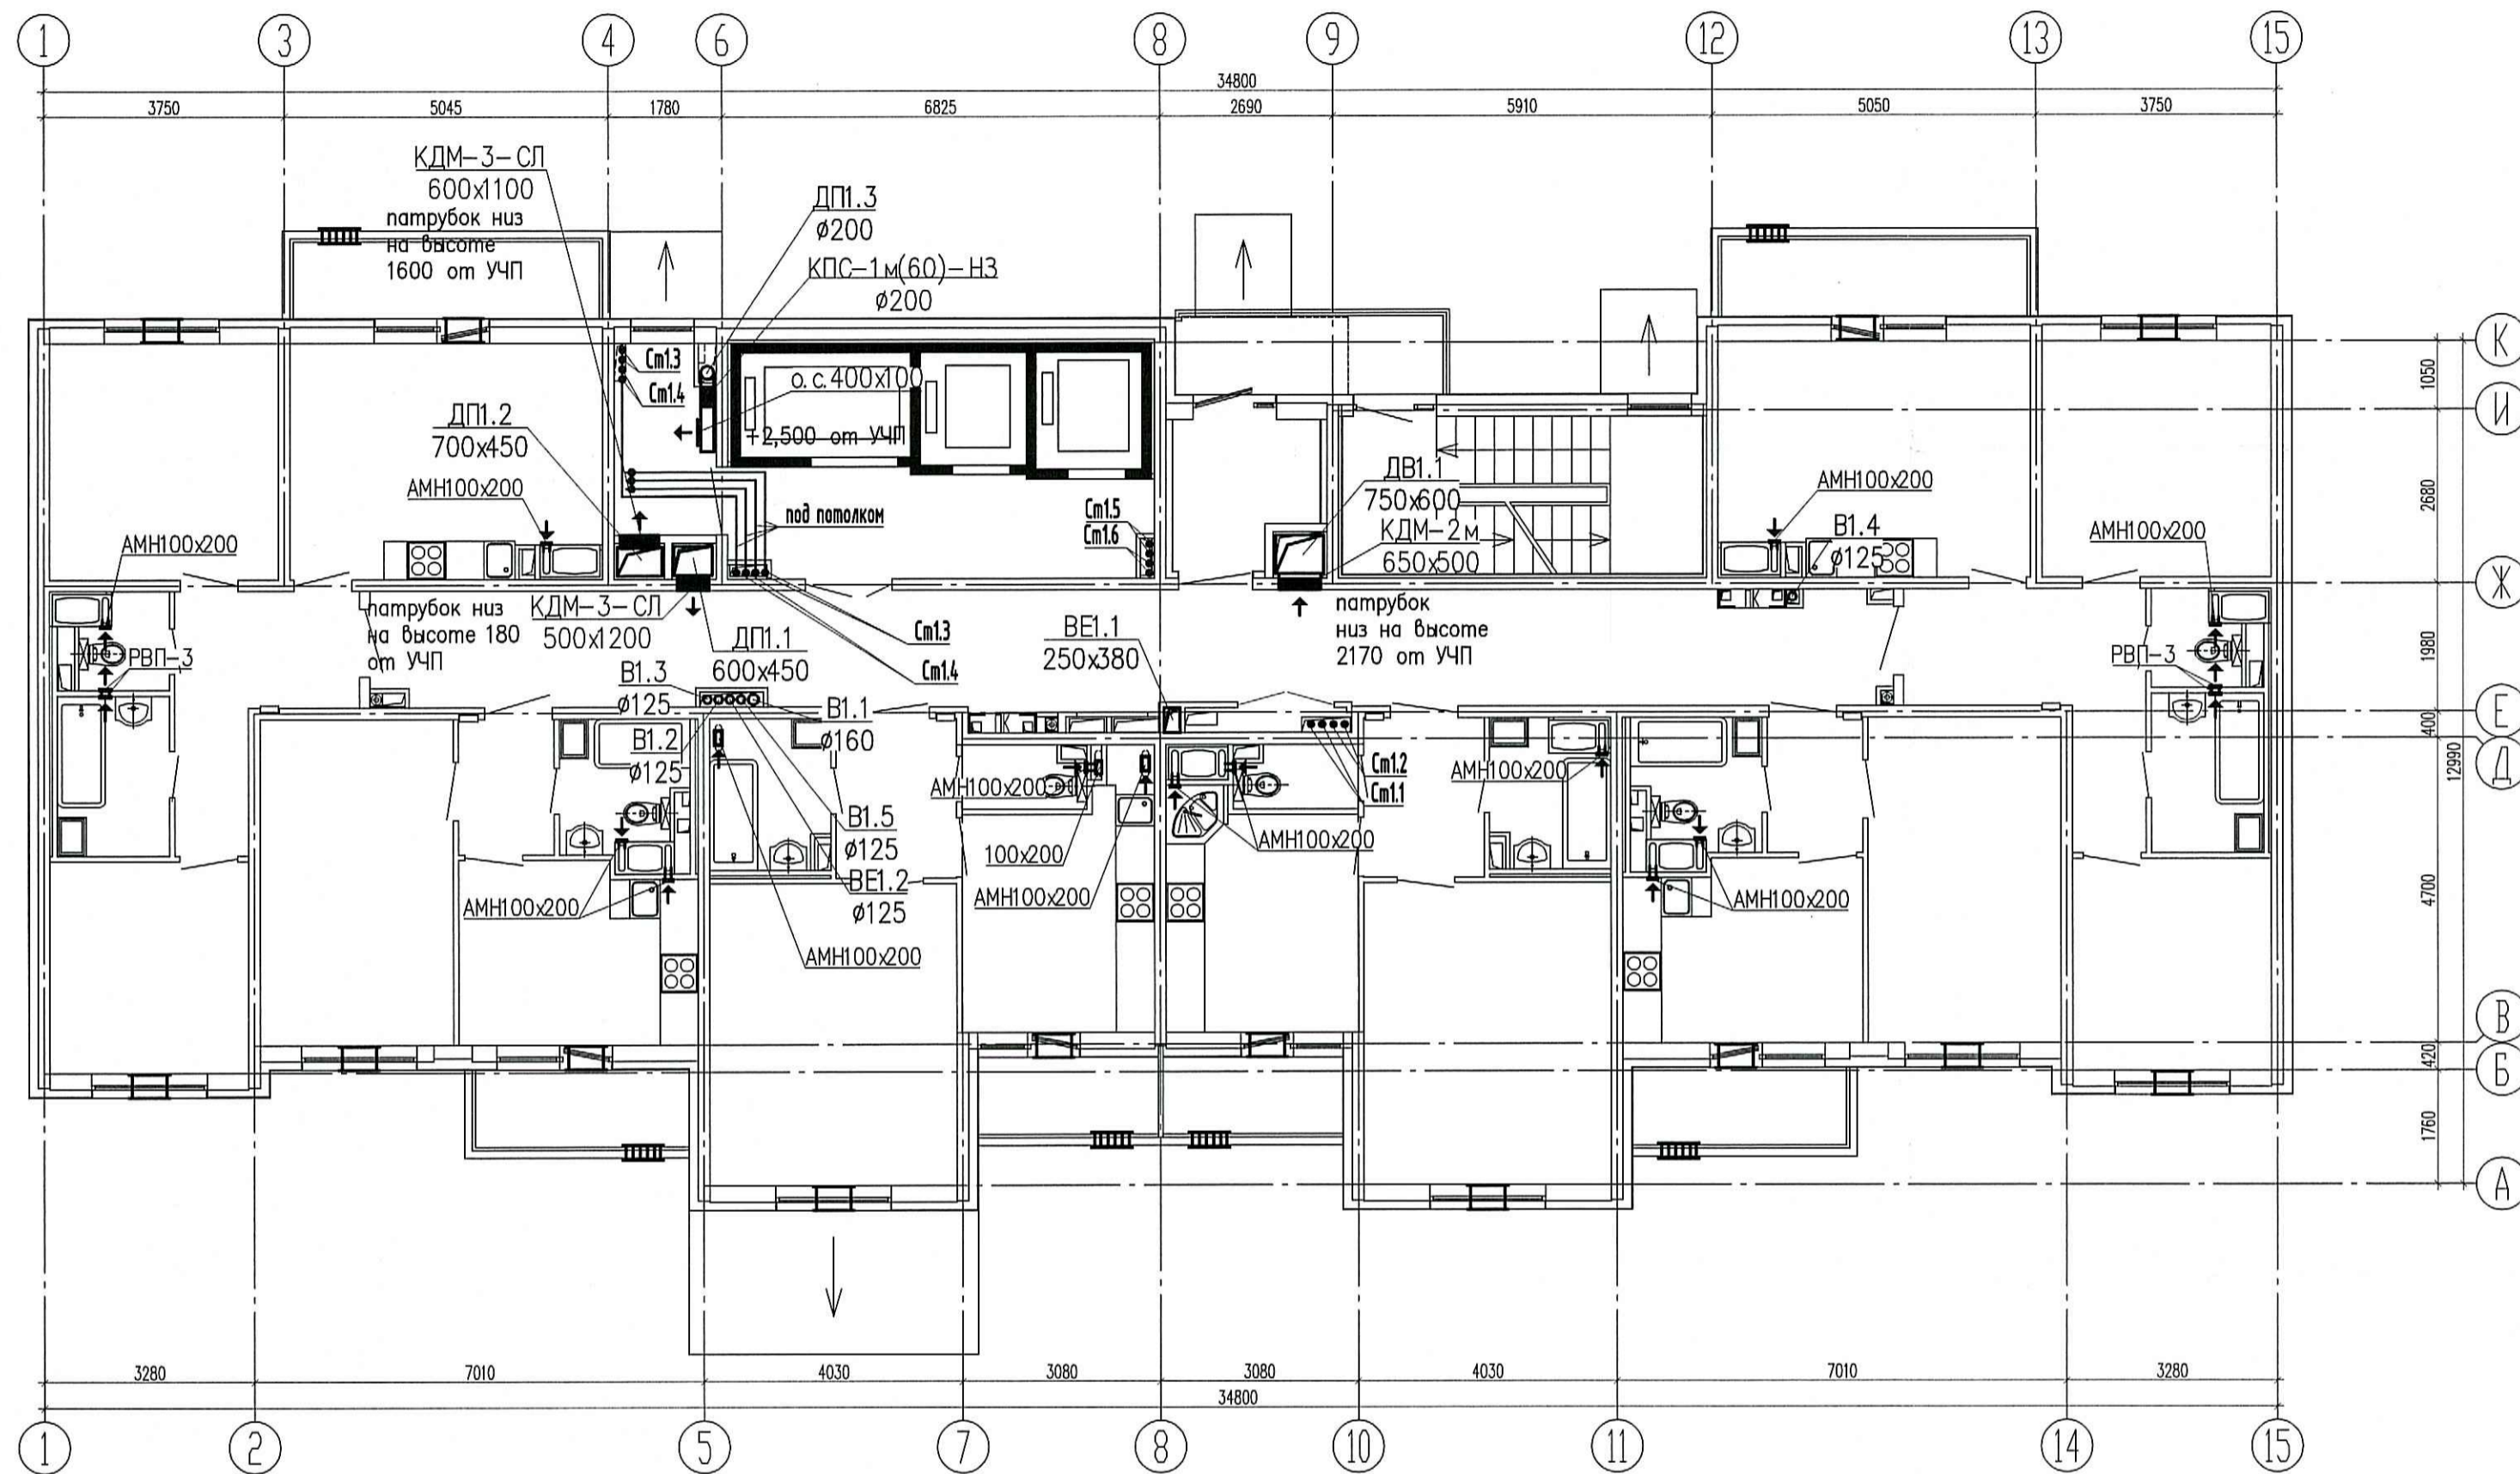 1 3 4 6 8 9 12 13 15
34800
3750 5045 1780 6825 2690 5910 5050 3750
КДМ-3-СЛ
600х1100
патрубок низ
на высоте
1600 от УЧП
ДП1.3
ø200
КПС-1м(60)-НЗ
ø200
Ст1.3
Ст1.4
о.с.400х100
+2,500 от УЧП
ДП1.2
700х450
АМН100х200
АМН100х200
под потолком
Ст1.5
Ст1.6
ДВ1.1
750х600
КДМ-2м
650х500
АМН100х200
В1.4
ø125
АМН100х200
К
1050
И
2680
Ж
патрубок низ
на высоте 180
от УЧП
КДМ-3-СЛ
500х1200
ДП1.1
600х450
Ст1.3
Ст1.4
ВЕ1.1
250х380
патрубок
низ на высоте
2170 от УЧП
РВП-3
РВП-3
1980
Е
400
Д
12990
В1.3
ø125
В1.1
ø160
В1.2
ø125
АМН100х200
Ст1.2
Ст1.1
АМН100х200
В1.5
ø125
100х200
АМН100х200
ВЕ1.2
ø125
АМН100х200
АМН100х200
АМН100х200
АМН100х200
4700
В
420
Б
1760
А
3280 7010 4030 3080 3080 4030 7010 3280
34800
1 2 5 7 8 10 11 14 15